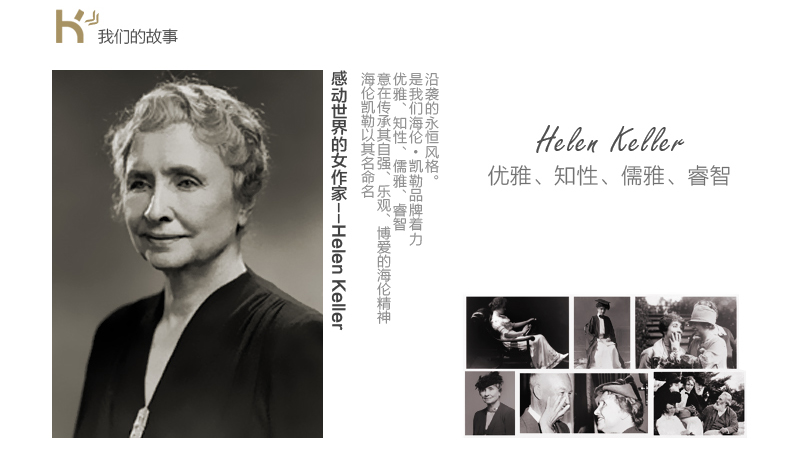 我们的故事
感动世界的女作家--Helen Keller
海伦凯勒以其名命
意在传承其自强、乐观、博爱的海伦精神
优雅、知性、儒雅、睿智
是我们海伦·凯勒品牌着力
沿袭的永恒风格。
Helen Keller
优雅、知性、儒雅、睿智